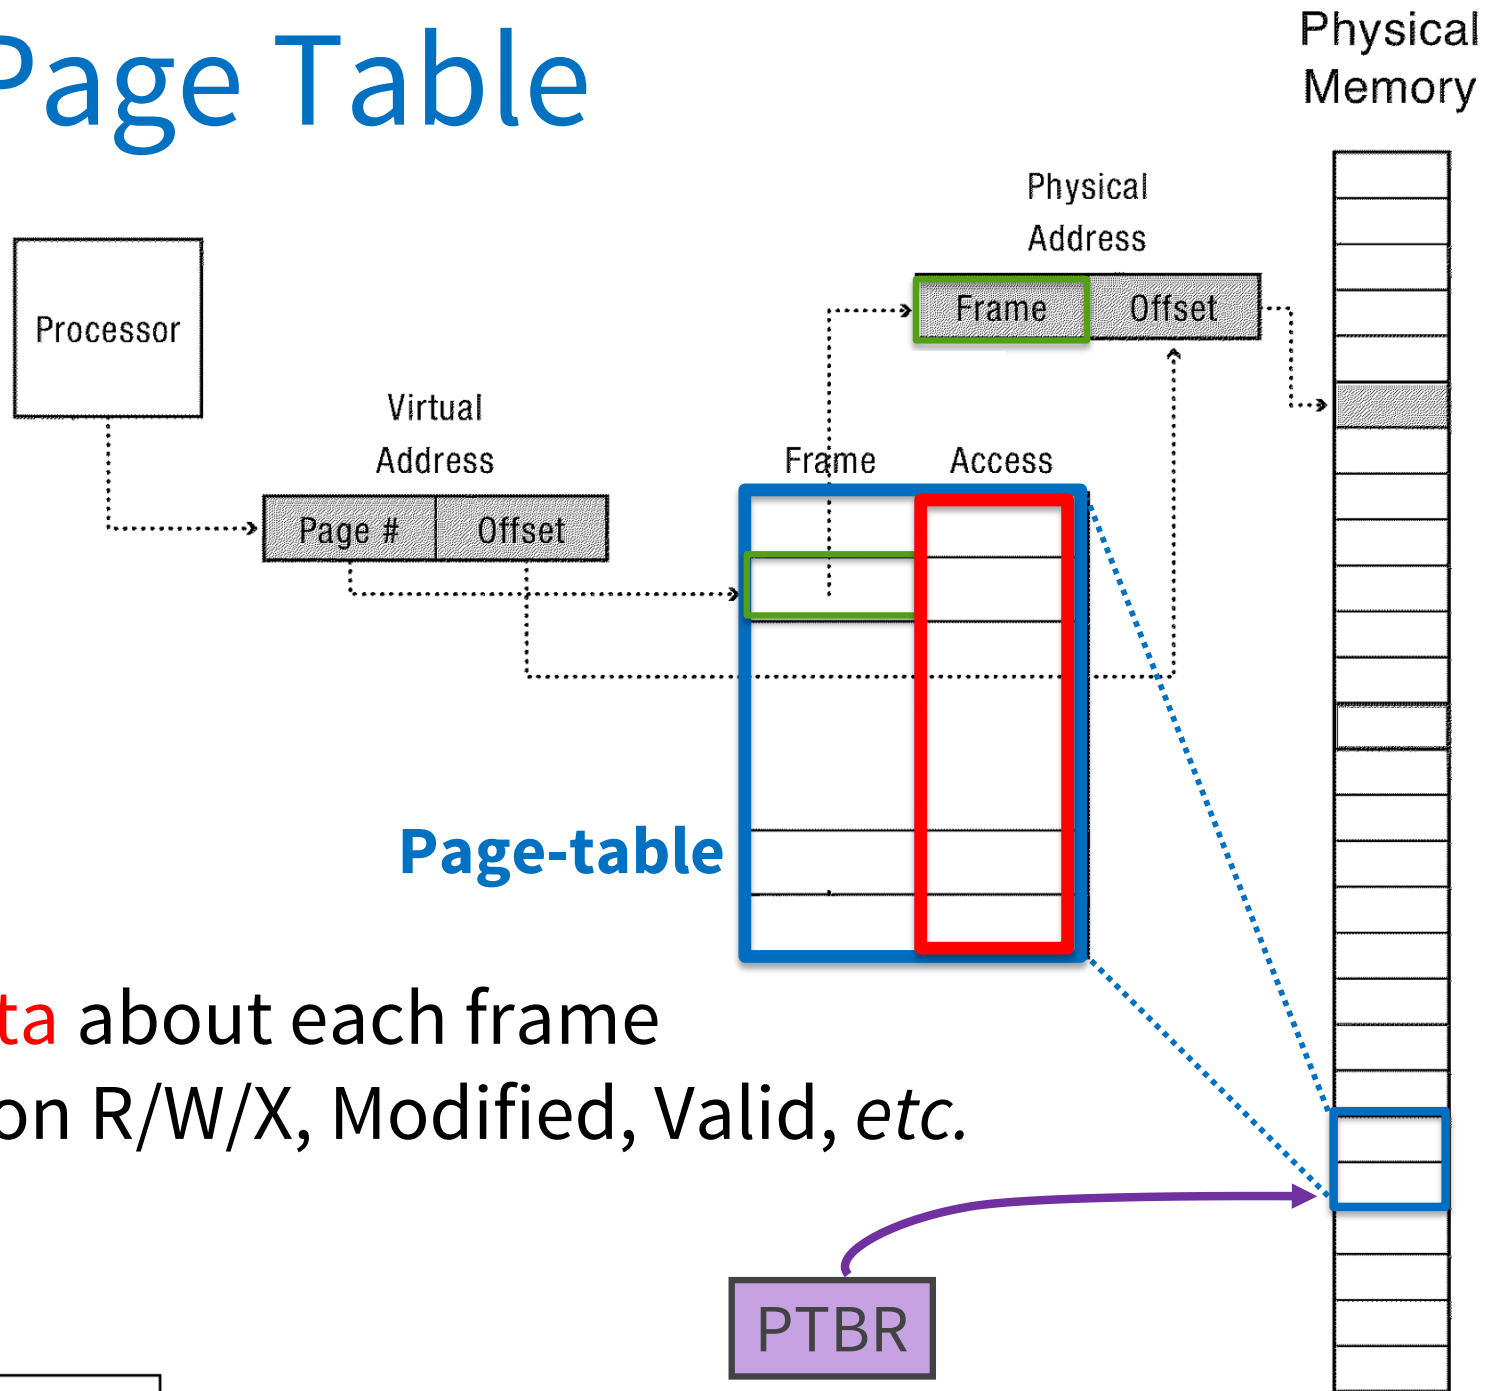 Page Table
Physical
Memory
Physical
Address
Frame Offset
Processor
Virtual
Address
Page # Offset
Frame Access
Page-table
ta about each frame
on R/W/X, Modified, Valid, etc.
PTBR